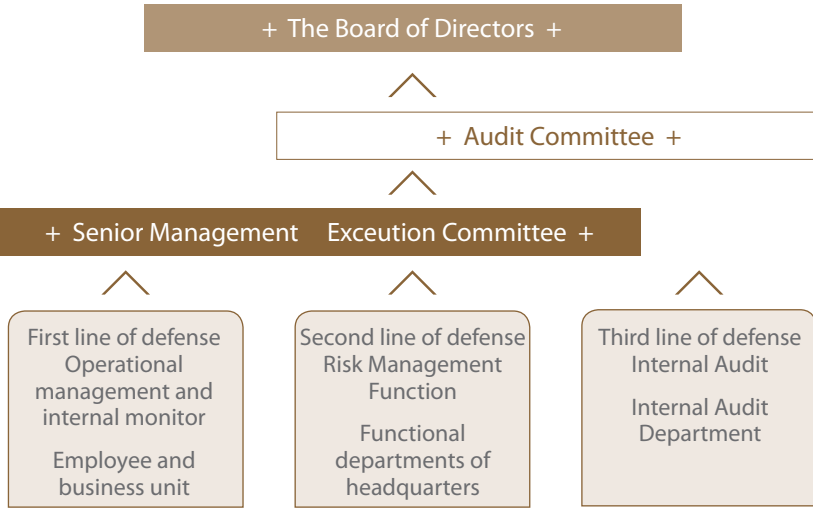 + The Board of Directors +
+ Audit Committee +
+ Senior Management Exceution Committee +
First line of defense
Operational
management and
internal monitor
Employee and
business unit
Second line of defense
Risk Management
Function
Functional
departments of
headquarters
Third line of defense
Internal Audit
Internal Audit
Department